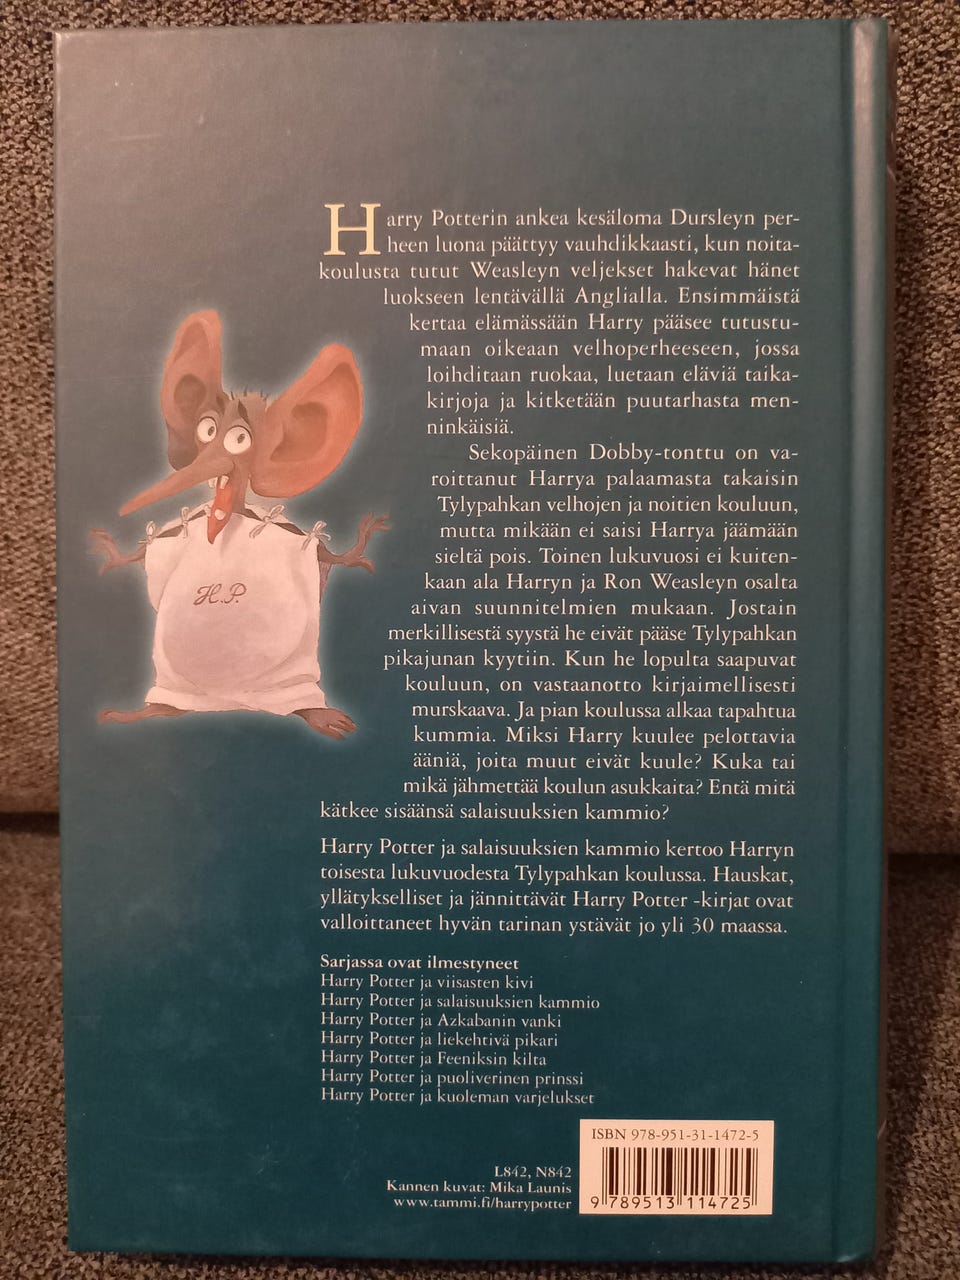 Harry Potterin ankea kesäloma Dursleyn per-
heen luona päättyy vauhdikkaasti, kun noita-
koulusta tutut Weasleyn veljekset hakevat hänet
luokseen lentävällä Anglialla. Ensimmäistä
kertaa elämässään Harry pääsee tutustu-
maan oikeaan velhoperheeseen, jossa
loihditaan ruokaa, luetaan eläviä taika-
kirjoja ja kitketään puutarhasta men-
ninkäisiä.
Sekopäinen Dobby-tonttu on va-
roittanut Harrya palaamasta takaisin
Tylypahkan velhojen ja noitien kouluun,
mutta mikään ei saisi Harrya jäämään
sieltä pois. Toinen lukuvuosi ei kuiten-
kaan ala Harryn ja Ron Weasleyn osalta
aivan suunnitelmien mukaan. Jostain
merkillisestä syystä he eivät pääse Tylypahkan
pikajunan kyytiin. Kun he lopulta saapuvat
kouluun, on vastaanotto kirjaimellisesti
murskaava. Ja pian koulussa alkaa tapahtua
kummia. Miksi Harry kuulee pelottavia
ääniä, joita muut eivät kuule? Kuka tai
mikä jähmettää koulun asukkaita? Entä mitä
kätkee sisäänsä salaisuuksien kammio?
H.P.
Harry Potter ja salaisuuksien kammio kertoo Harryn
toisesta lukuvuodesta Tylypahkan koulussa. Hauskat,
yllätykselliset ja jännittävät Harry Potter -kirjat ovat
valloittaneet hyvän tarinan ystävät jo yli 30 maassa.
Sarjassa ovat ilmestyneet
Harry Potter ja viisasten kivi
Harry Potter ja salaisuuksien kammio
Harry Potter ja Azkabanin vanki
Harry Potter ja liekehtivä pikari
Harry Potter ja Feeniksin kilta
Harry Potter ja puoliverinen prinssi
Harry Potter ja kuoleman varjelukset
ISBN 978-951-31-1472-5
L842, N842
Kannen kuvat: Mika Launis
www.tammi.fi/harrypotter
9 789513 114725